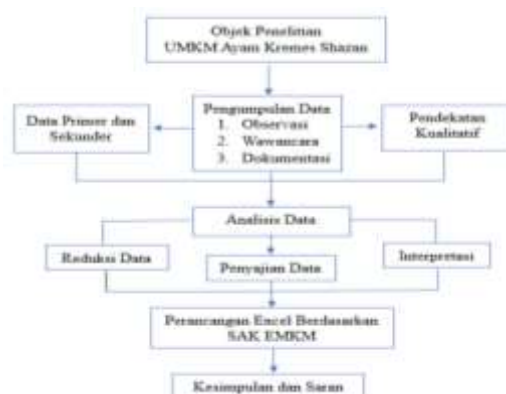 Objek Penelitian
UMKM Ayam Kremes Shazan
Pengumpulan Data
1. Observasi
2. Wawancara
3. Dokumentasi
Data Primer dan
Sekunder
Pendekatan
Kualitatif
Analisis Data
Reduksi Data
Penyajian Data
Interpretasi
Perancangan Excel Berdasarkan
SAK EMKM
Kesimpulan dan Saran